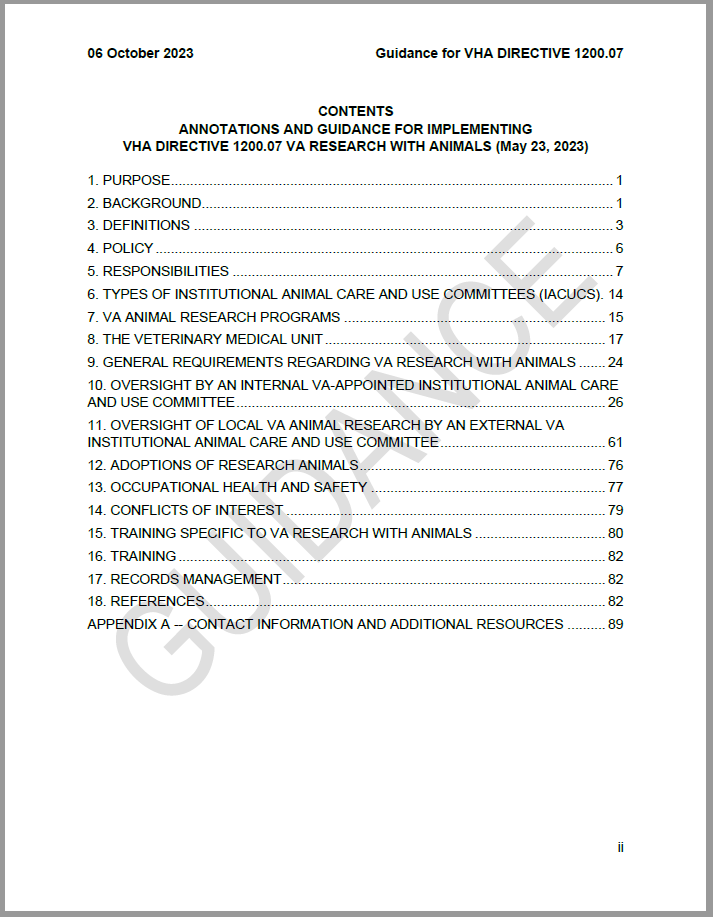 06 October 2023 Guidance for VHA DIRECTIVE 1200.07
CONTENTS
ANNOTATIONS AND GUIDANCE FOR IMPLEMENTING
VHA DIRECTIVE 1200.07 VA RESEARCH WITH ANIMALS (May 23, 2023)
1. PURPOSE.................................................................................................................. 1
2. BACKGROUND.......................................................................................................... 1
3. DEFINITIONS ............................................................................................................. 3
4. POLICY ...................................................................................................................... 6
5. RESPONSIBILITIES ................................................................................................... 7
6. TYPES OF INSTITUTIONAL ANIMAL CARE AND USE COMMITTEES (IACUCS). 14
7. VA ANIMAL RESEARCH PROGRAMS .................................................................... 15
8. THE VETERINARY MEDICAL UNIT ......................................................................... 17
9. GENERAL REQUIREMENTS REGARDING VA RESEARCH WITH ANIMALS ....... 24
10. OVERSIGHT BY AN INTERNAL VA-APPOINTED INSTITUTIONAL ANIMAL CARE
AND USE COMMITTEE................................................................................................ 26
11. OVERSIGHT OF LOCAL VA ANIMAL RESEARCH BY AN EXTERNAL VA
INSTITUTIONAL ANIMAL CARE AND USE COMMITTEE........................................... 61
12. ADOPTIONS OF RESEARCH ANIMALS................................................................ 76
13. OCCUPATIONAL HEALTH AND SAFETY ............................................................. 77
14. CONFLICTS OF INTEREST ................................................................................... 79
15. TRAINING SPECIFIC TO VA RESEARCH WITH ANIMALS .................................. 80
16. TRAINING ............................................................................................................... 82
17. RECORDS MANAGEMENT.................................................................................... 82
18. REFERENCES........................................................................................................ 82
APPENDIX A -- CONTACT INFORMATION AND ADDITIONAL RESOURCES .......... 89
GUIDANCE
ii